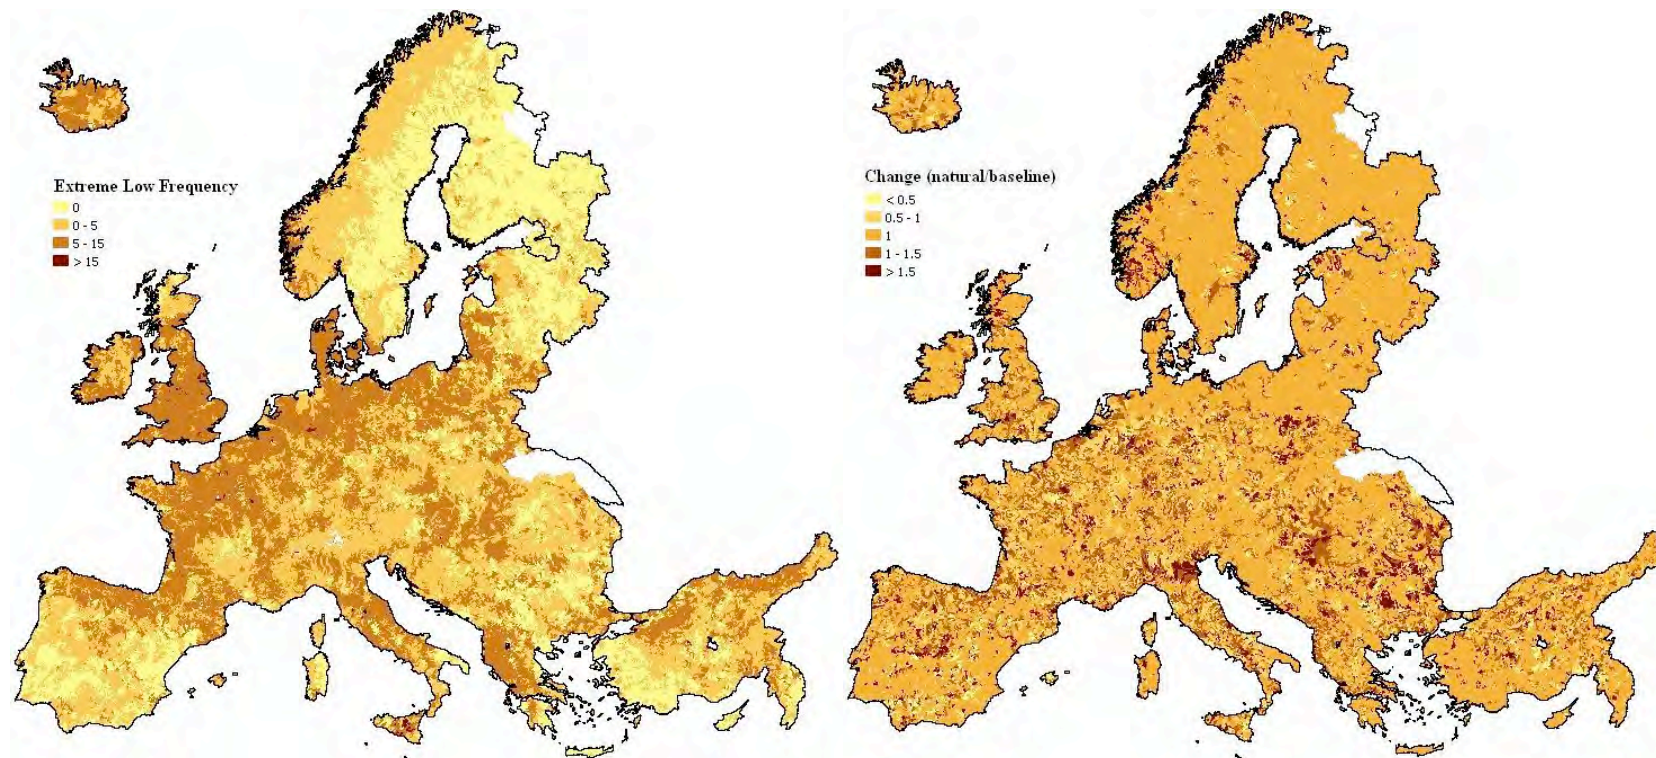 Extreme Low Frequency
0
0 - 5
5 - 15
> 15
Change (natural/baseline)
< 0.5
0.5 - 1
1
1 - 1.5
> 1.5